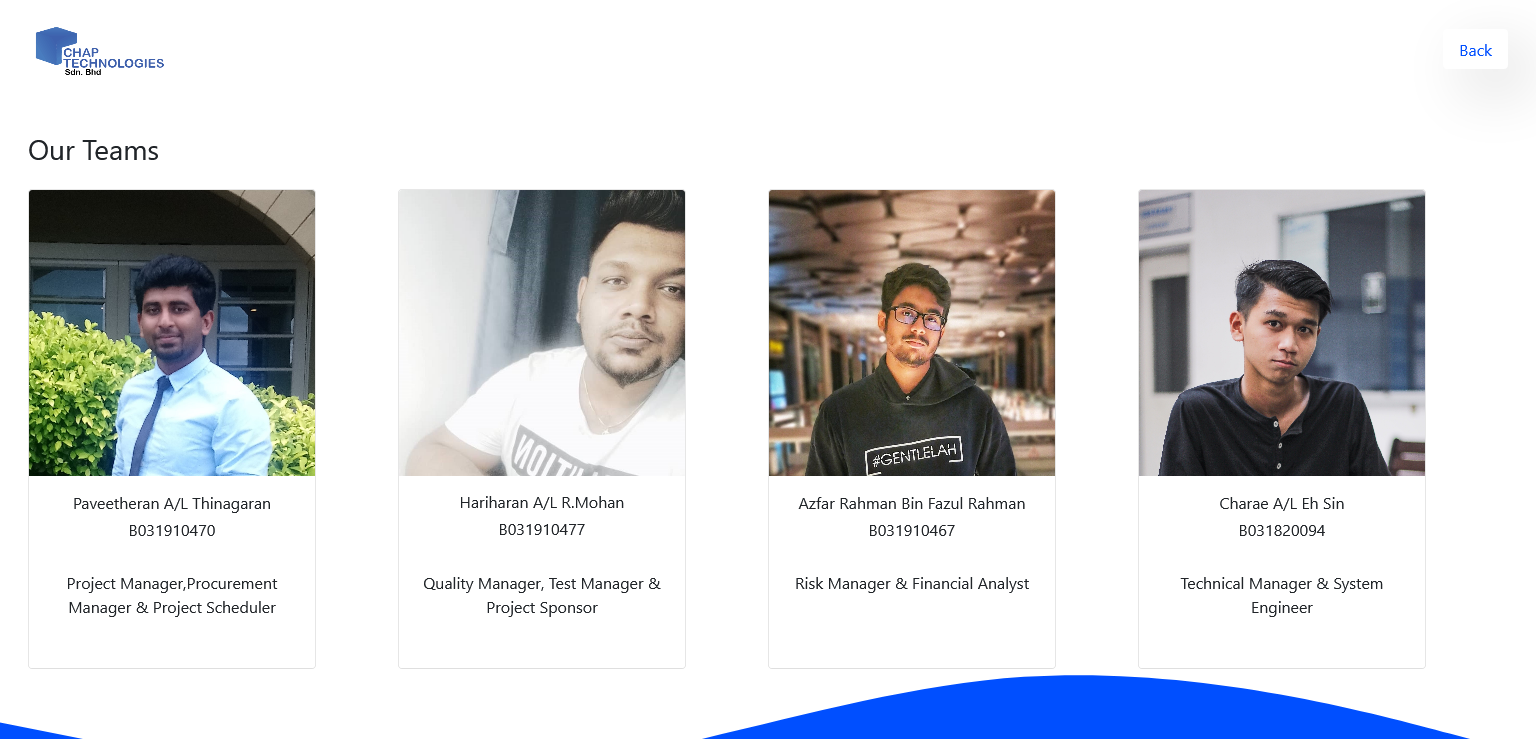 CHAP
TECHNOLOGIES
Sdn. Bhd
Back
Our Teams
#GENTLELAH
Paveetheran A/L Thinagaran
B031910470
Project Manager,Procurement
Manager & Project Scheduler
Hariharan A/L R.Mohan
B031910477
Quality Manager, Test Manager &
Project Sponsor
Azfar Rahman Bin Fazul Rahman
B031910467
Risk Manager & Financial Analyst
Charae A/L Eh Sin
B031820094
Technical Manager & System
Engineer